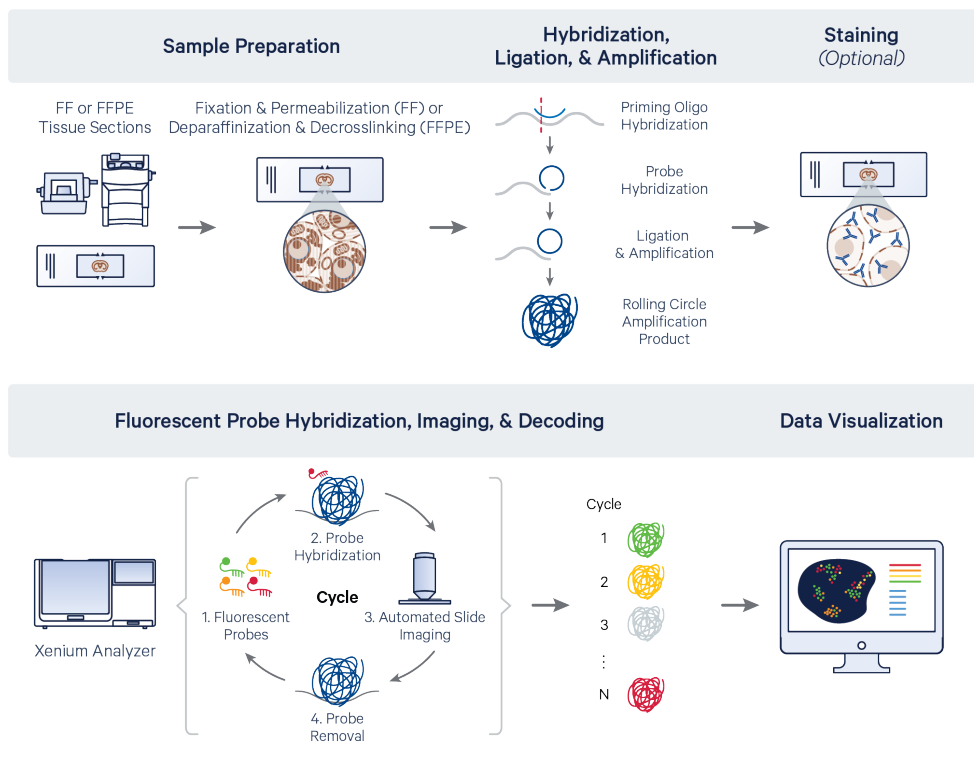 Sample Preparation
Hybridization,
Ligation, & Amplification
Staining
(Optional)
FF or FFPE
Tissue Sections
Fixation & Permeabilization (FF) or
Deparaffinization & Decrosslinking (FFPE)
Priming Oligo
Hybridization
Probe
Hybridization
Ligation
& Amplification
Rolling Circle
Amplification
Product
Fluorescent Probe Hybridization, Imaging, & Decoding
Data Visualization
Xenium Analyzer
1. Fluorescent
Probes
2. Probe
Hybridization
Cycle
3. Automated Slide
Imaging
4. Probe
Removal
Cycle
1
2
3
⋮
N